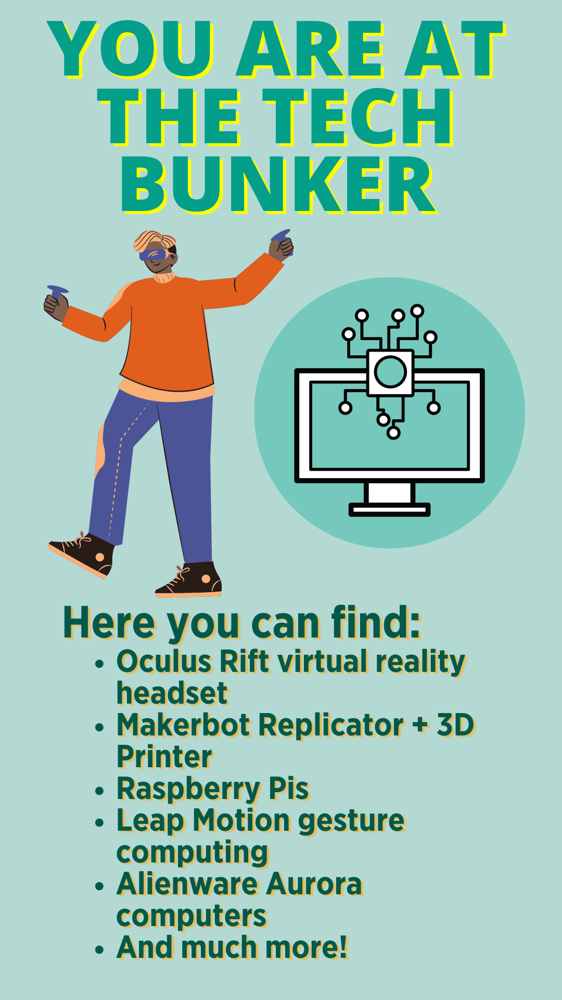 YOU ARE AT
THE TECH
BUNKER
Here you can find:
• Oculus Rift virtual reality
headset
• Makerbot Replicator + 3D
Printer
• Raspberry Pis
• Leap Motion gesture
computing
• Alienware Aurora
computers
• And much more!